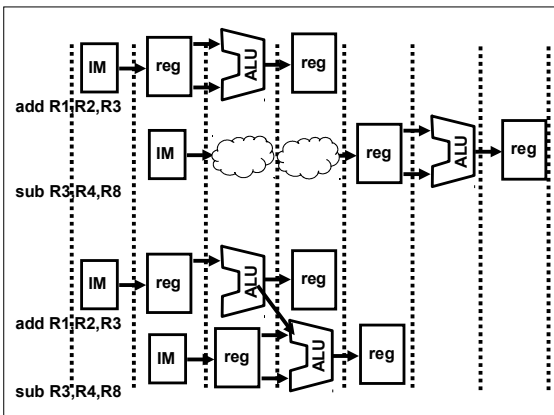 IM reg ALU reg
add R1,R2,R3
IM reg ALU reg
sub R3,R4,R8
IM reg ALU reg
add R1,R2,R3
IM reg ALU reg
sub R3,R4,R8